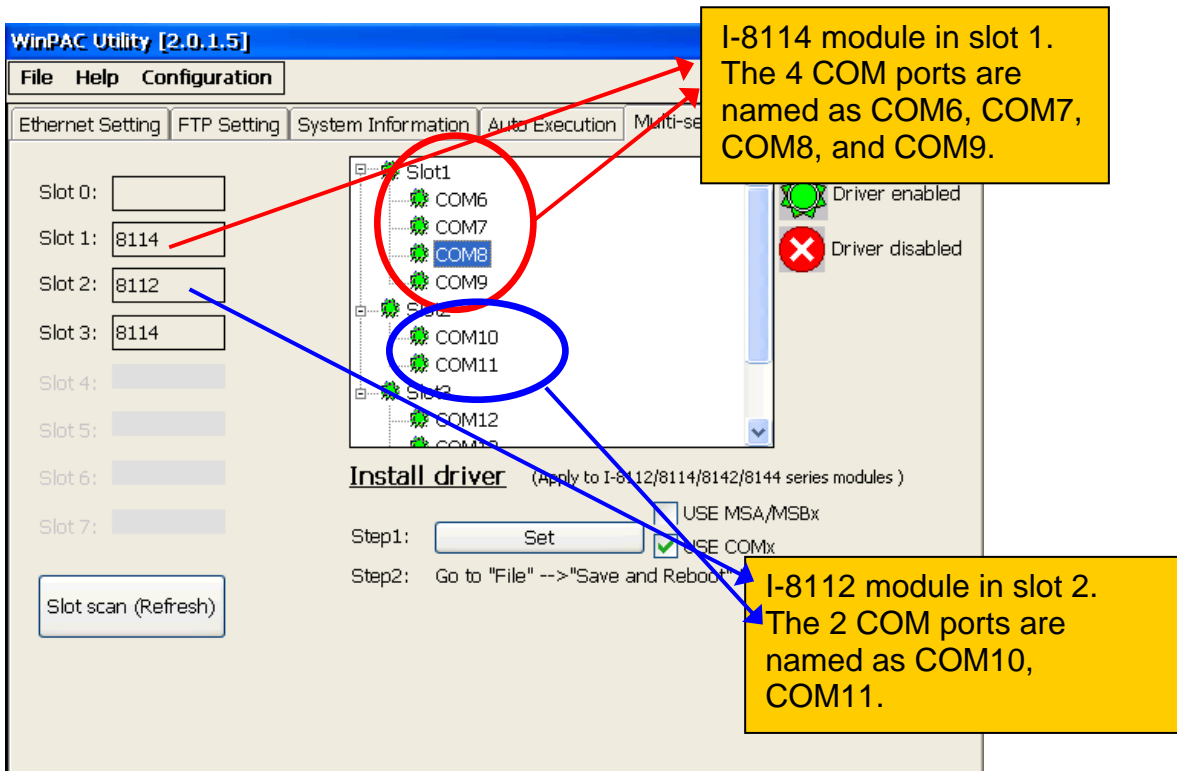 WinPAC Utility [2.0.1.5]
File Help Configuration
Ethernet Setting FTP Setting System Information Auto Execution
I-8114 module in slot 1.
The 4 COM ports are
named as COM6, COM7,
COM8, and COM9.
Slot 0:
Slot 1: 8114
Slot 2: 8112
Slot 3: 8114
Slot 4:
Slot 5:
Slot 6:
Slot 7:
Slot scan (Refresh)
Slot1
COM6
COM7
COM8
COM9
Slot2
COM10
COM11
Slot3
COM12
Driver enabled
Driver disabled
Install driver (Apply to I-8112/8114/8142/8144 series modules )
USE MSA/MSBx
Step1: Set
USE COMx
Step2: Go to "File" -->"Save and Reboot"
I-8112 module in slot 2.
The 2 COM ports are
named as COM10,
COM11.